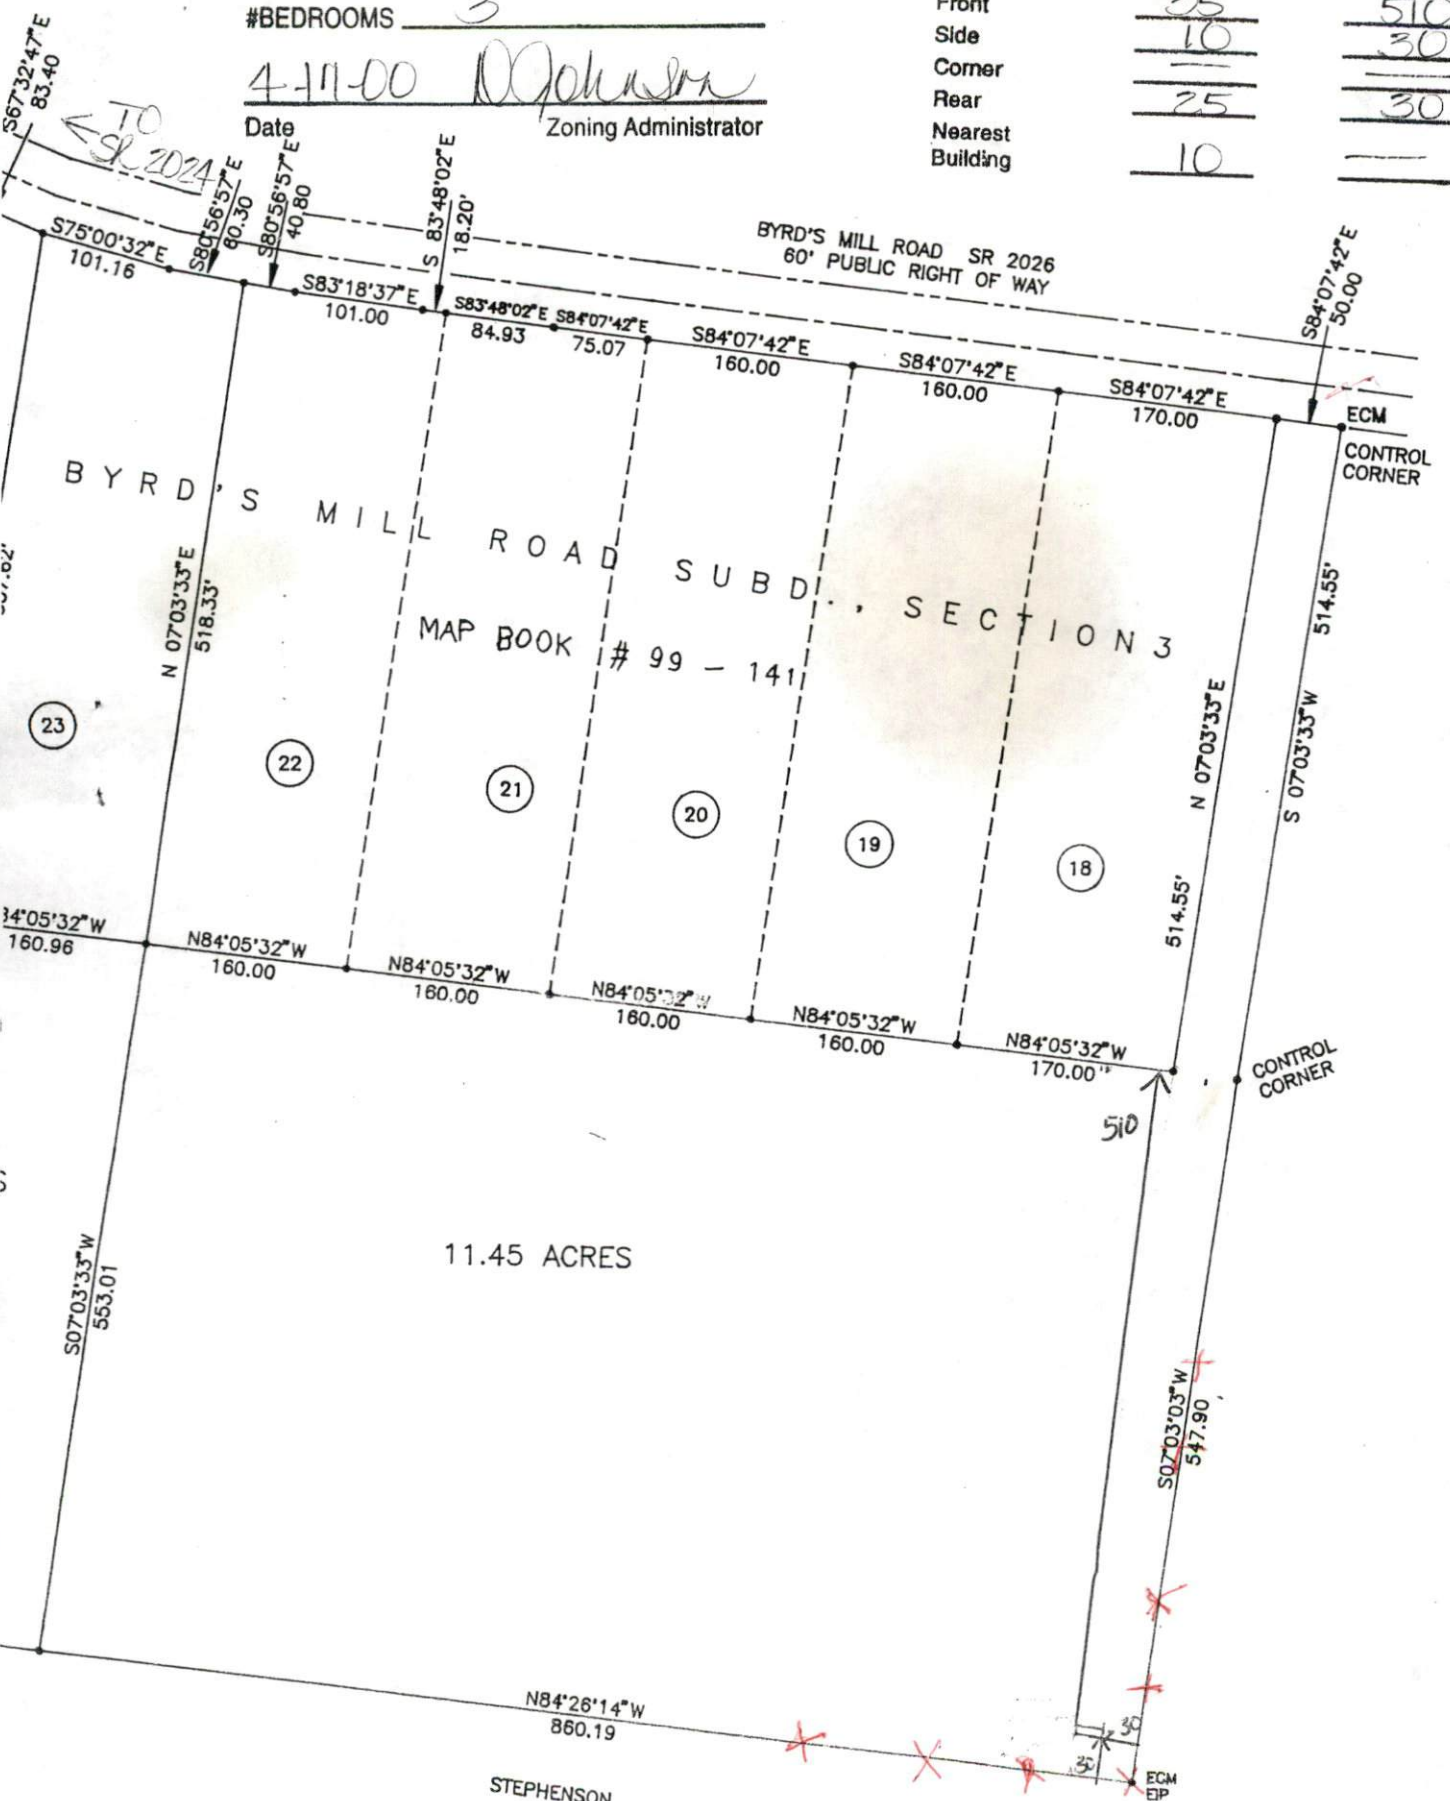 #BEDROOMS 3
4-17-00 DJohnson
Date Zoning Administrator
Front 25 510
Side 10 30
Corner — —
Rear 25 30
Nearest
Building 10 —
S67°32'47"E
83.40
← TO
SR 2024
S80°56'57"E
60.30
S80°56'57"E
40.80
S 83°48'02"E
18.20'
BYRD'S MILL ROAD SR 2026
60' PUBLIC RIGHT OF WAY
S84°07'42"E
50.00
S75°00'32"E
101.16
S83°18'37"E
101.00
S83°48'02"E
84.93
S84°07'42"E
75.07
S84°07'42"E
160.00
S84°07'42"E
160.00
S84°07'42"E
170.00
ECM
CONTROL
CORNER
BYRD'S MILL ROAD SUBD., SECTION 3
MAP BOOK # 99 – 141
N 07°03'33"E
518.33'
N 07°03'33"E
514.55'
S 07°03'33"W
514.55'
23
22
21
20
19
18
84°05'32"W
160.96
N84°05'32"W
160.00
N84°05'32"W
160.00
N84°05'32"W
160.00
N84°05'32"W
160.00
N84°05'32"W
170.00
CONTROL
CORNER
510
11.45 ACRES
S07°03'33"W
553.01
S07°03'03"W
547.90
N84°26'14"W
860.19
30
30
ECM
EIP
STEPHENSON